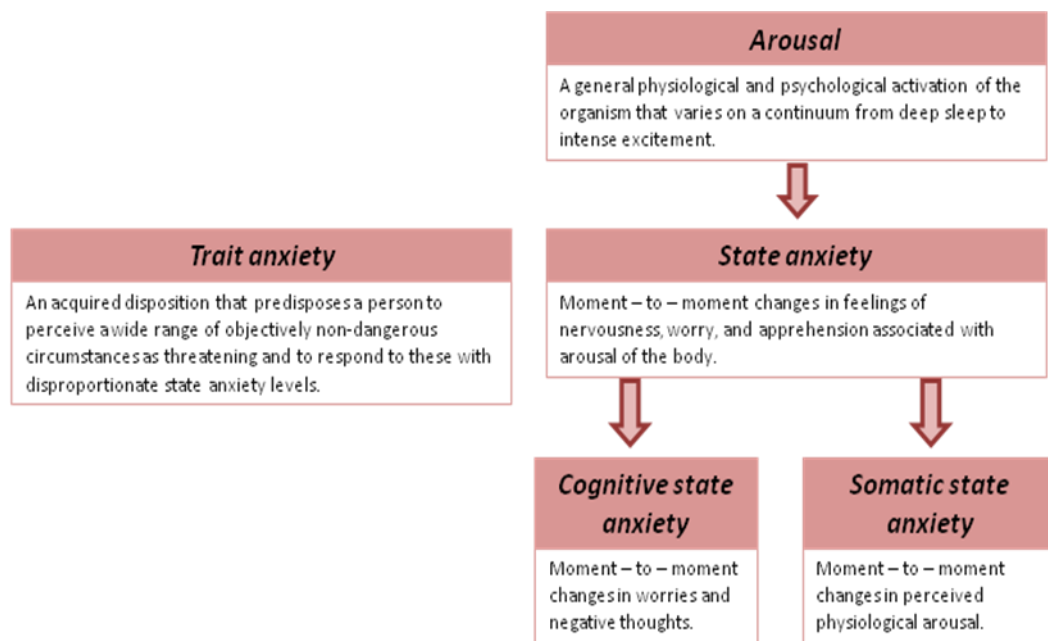 Arousal
A general physiological and psychological activation of the
organism that varies on a continuum from deep sleep to
intense excitement.
Trait anxiety
An acquired disposition that predisposes a person to
perceive a wide range of objectively non-dangerous
circumstances as threatening and to respond to these with
disproportionate state anxiety levels.
State anxiety
Moment – to – moment changes in feelings of
nervousness, worry, and apprehension associated with
arousal of the body.
Cognitive state
anxiety
Moment – to – moment
changes in worries and
negative thoughts.
Somatic state
anxiety
Moment – to – moment
changes in perceived
physiological arousal.